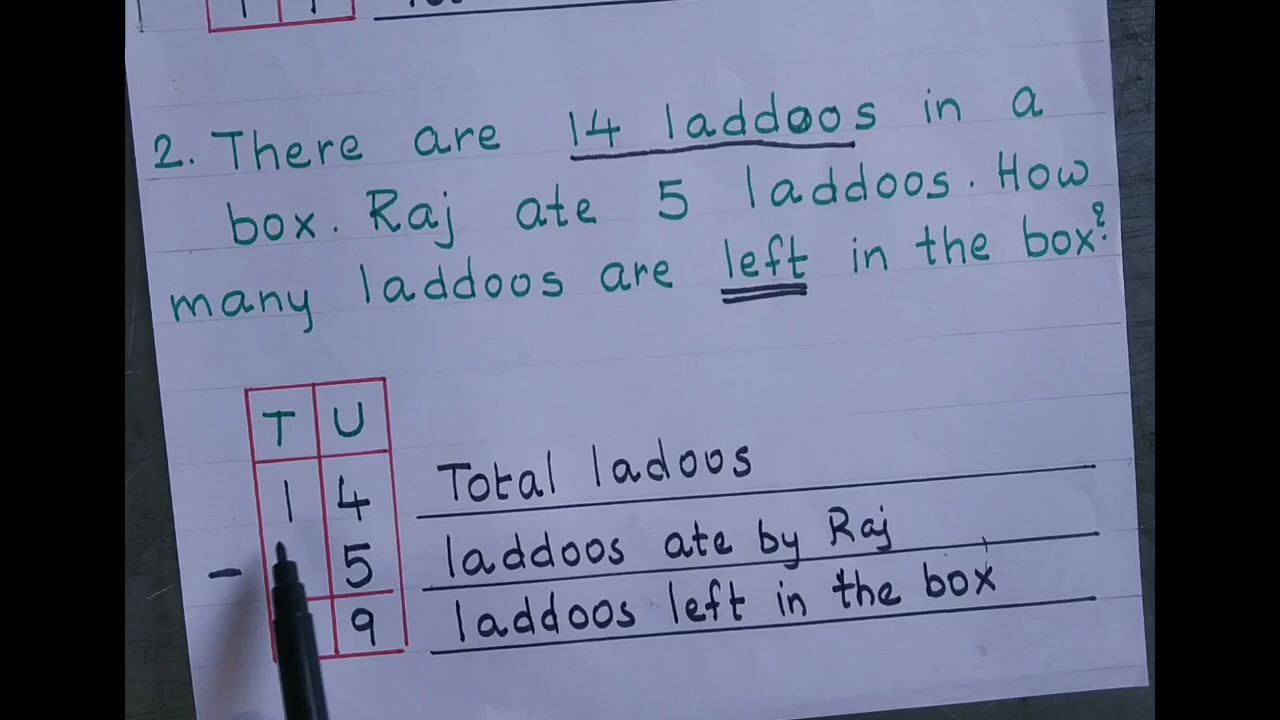 2. There are 14 laddoos in a
box. Raj ate 5 laddoos. How
many laddoos are left in the box?
T U
1 4 Total ladoos
- 5 laddoos ate by Raj
9 laddoos left in the box